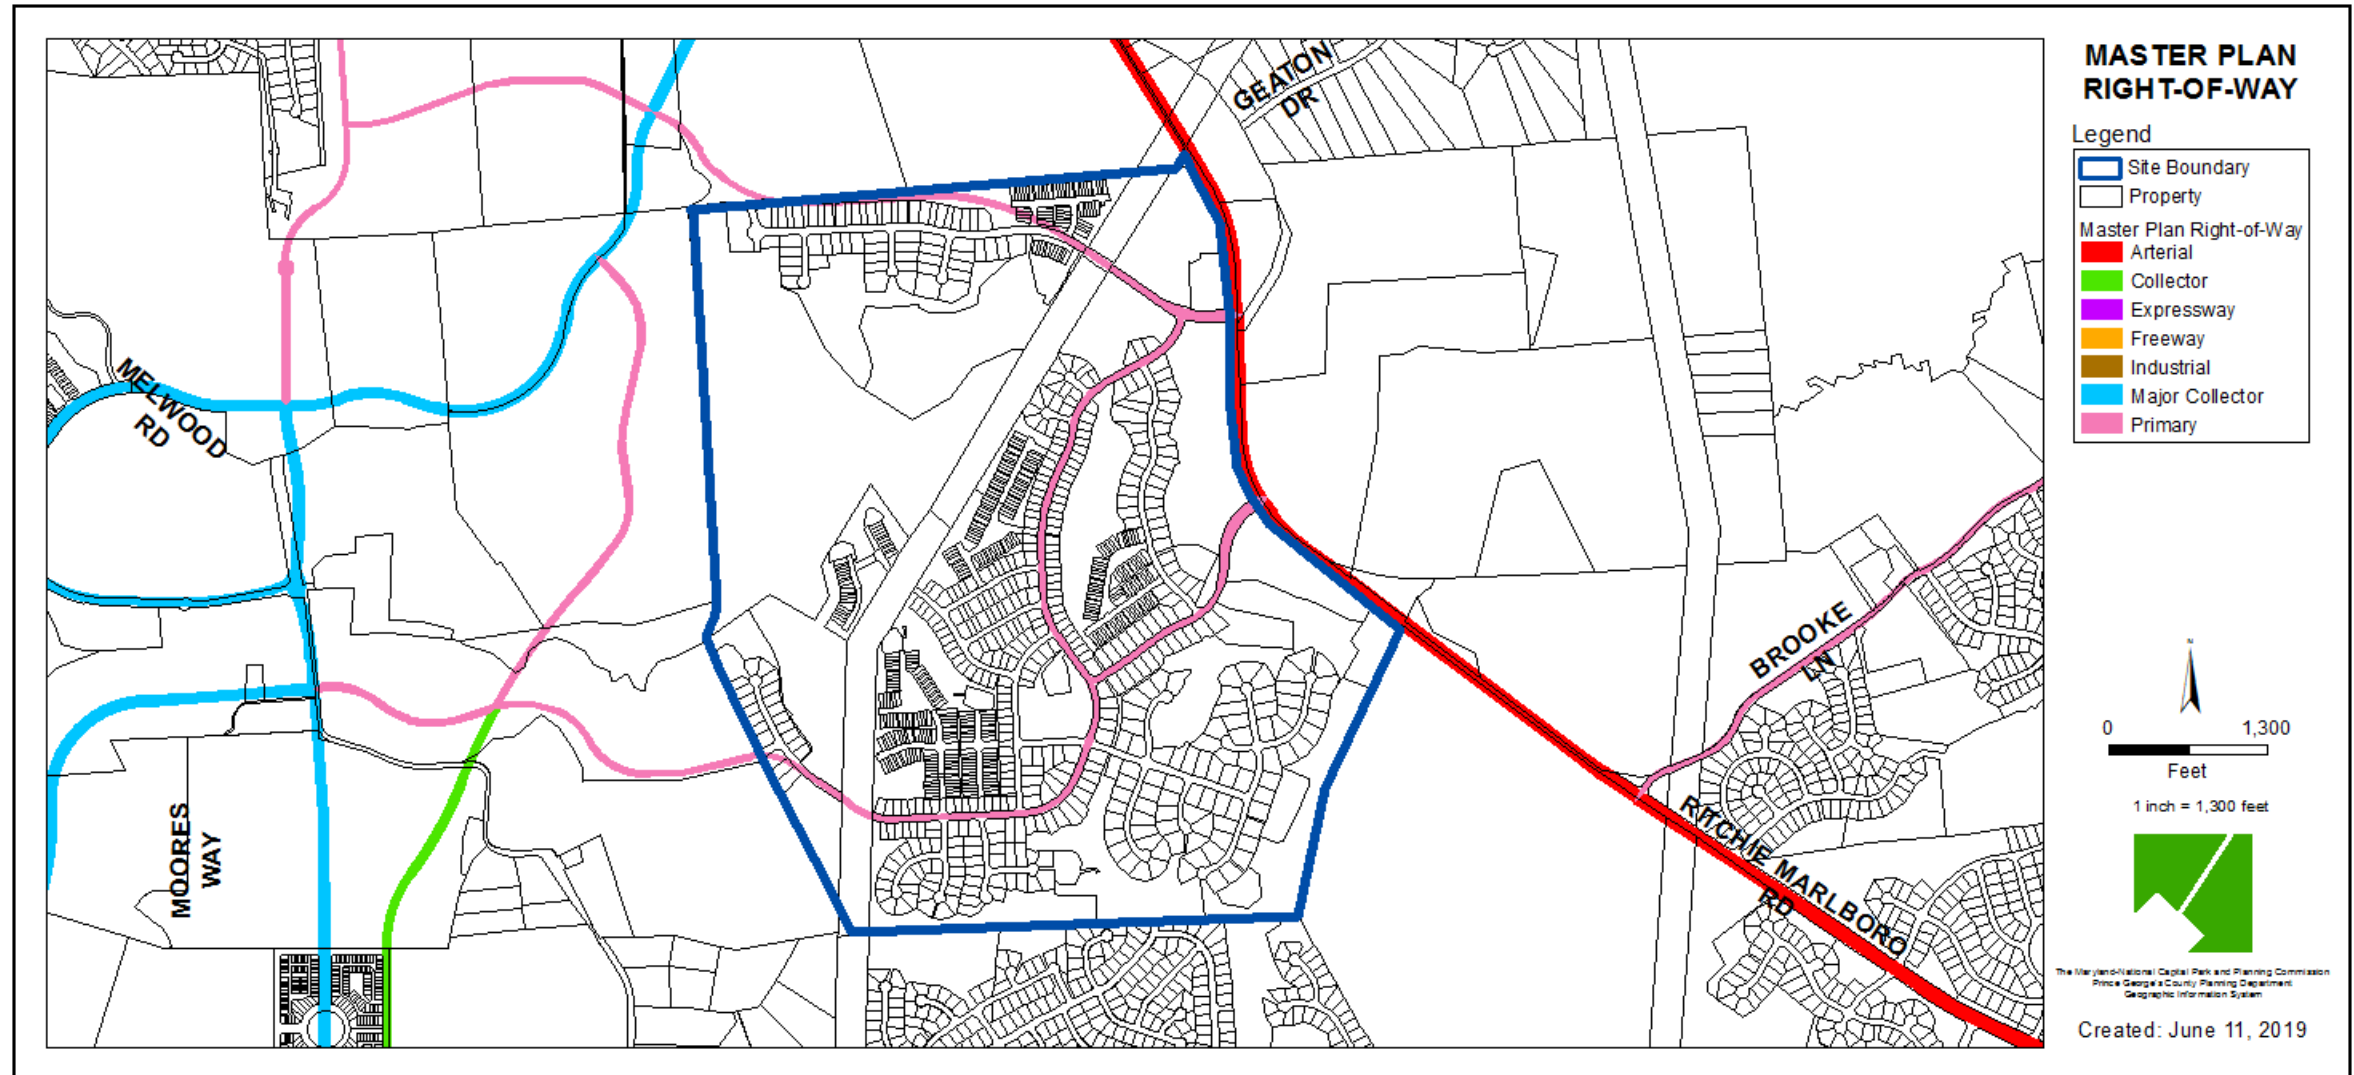 MASTER PLAN
RIGHT-OF-WAY
Legend
Site Boundary
Property
Master Plan Right-of-Way
Arterial
Collector
Expressway
Freeway
Industrial
Major Collector
Primary
GEATON
DR
MELWOOD
RD
BROOKE
LN
MOORES
WAY
RITCHIE MARLBORO
RD
N
0 1,300
Feet
1 inch = 1,300 feet
The Maryland-National Capital Park and Planning Commission
Prince George's County Planning Department
Geographic Information System
Created: June 11, 2019